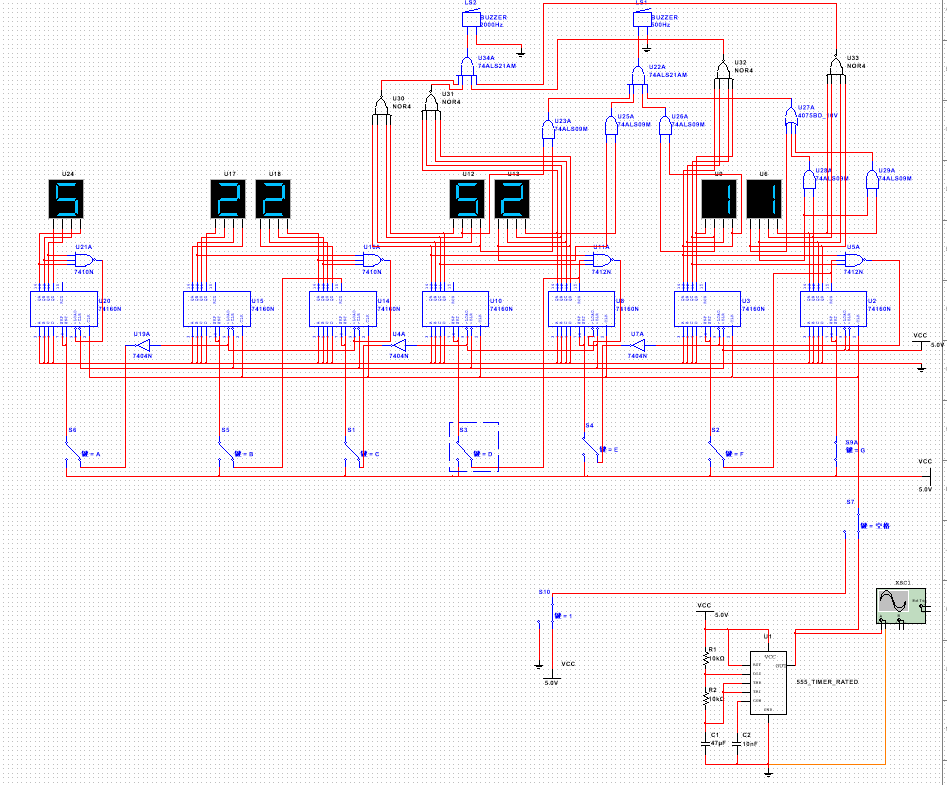 LS2
BUZZER
2000Hz
LS1
BUZZER
500Hz
U34A
74ALS21AM
U22A
74ALS21AM
U32
NOR4
U33
NOR4
U30
NOR4
U31
NOR4
U23A
74ALS09M
U25A
74ALS09M
U26A
74ALS09M
U27A
4075BD_10V
U28A
74ALS09M
U29A
74ALS09M
U24
U17
U18
U12
U13
U6
5
2
2
5
2
1
1
U21A
7410N
7410N
7412N
U5A
7412N
U20
74160N
U15
74160N
U14
74160N
U10
74160N
74160N
U3
74160N
U2
74160N
U19A
7404N
U4A
7404N
U7A
7404N
VCC
5.0V
S6
键 = A
S5
键 = B
S1
键 = C
S3
键 = D
S4
键 = E
S2
键 = F
S9A
键 = G
VCC
5.0V
S7
键 = 空格
S10
键 = 1
VCC
5.0V
XSC1
VCC
5.0V
U1
VCC
OUT
555_TIMER_RATED
GND
R1
10kΩ
R2
10kΩ
C1
47µF
C2
10nF